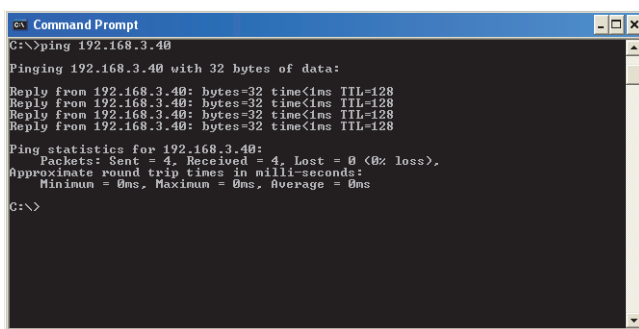 Command Prompt
C:\>ping 192.168.3.40
Pinging 192.168.3.40 with 32 bytes of data:
Reply from 192.168.3.40: bytes=32 time<1ms TTL=128
Reply from 192.168.3.40: bytes=32 time<1ms TTL=128
Reply from 192.168.3.40: bytes=32 time<1ms TTL=128
Reply from 192.168.3.40: bytes=32 time<1ms TTL=128
Ping statistics for 192.168.3.40:
Packets: Sent = 4, Received = 4, Lost = 0 (0% loss),
Approximate round trip times in milli-seconds:
Minimum = 0ms, Maximum = 0ms, Average = 0ms
C:\>